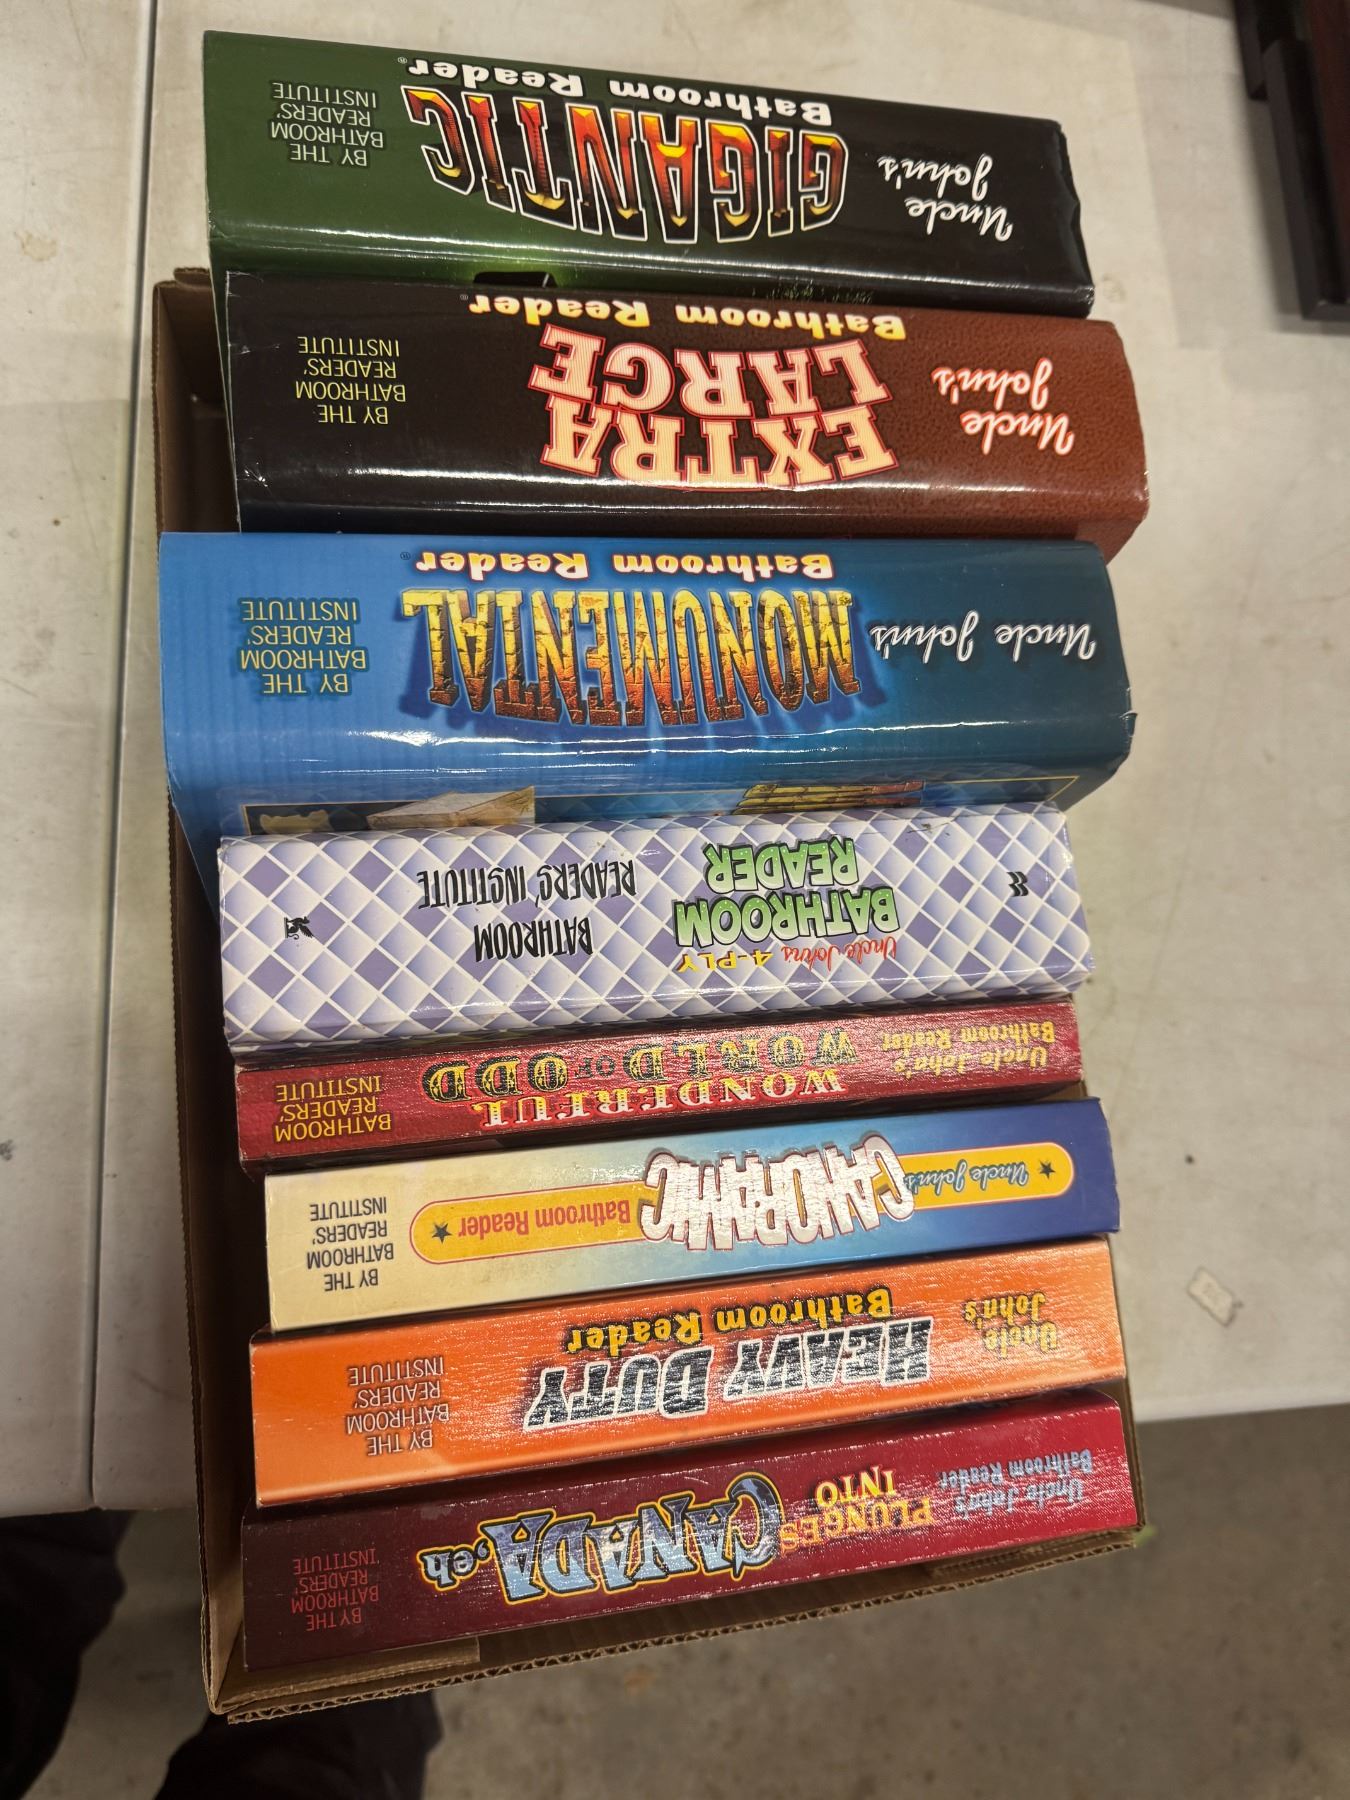 Uncle
John's
GIGANTIC
Bathroom Reader®
BY THE
BATHROOM
READERS'
INSTITUTE
Uncle
John's
EXTRA
LARGE
Bathroom Reader®
BY THE
BATHROOM
READERS'
INSTITUTE
Uncle John's
MONUMENTAL
Bathroom Reader®
BY THE
BATHROOM
READERS'
INSTITUTE
Uncle John's 4-PLY
BATHROOM
READER
BATHROOM
READERS' INSTITUTE
Uncle John's
Bathroom Reader®
WONDERFUL
WORLD OF ODD
BATHROOM
READERS'
INSTITUTE
Uncle John's
CANORAMIC
Bathroom Reader
BY THE
BATHROOM
READERS'
INSTITUTE
Uncle
John's
HEAVY DUTY
Bathroom Reader
BY THE
BATHROOM
READERS'
INSTITUTE
Uncle John's
Bathroom Reader®
PLUNGES
INTO
CANADA, eh
BY THE
BATHROOM
READERS'
INSTITUTE